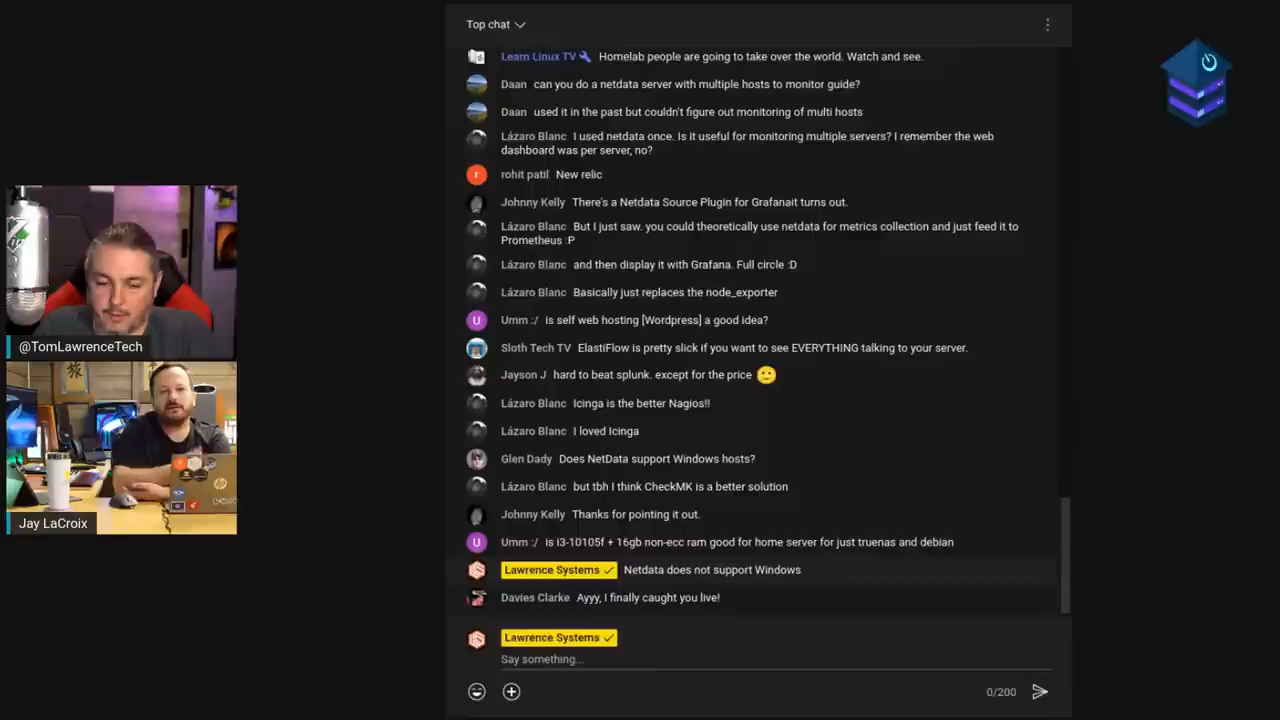 Top chat
Learn Linux TV Homelab people are going to take over the world. Watch and see.
Daan can you do a netdata server with multiple hosts to monitor guide?
Daan used it in the past but couldn't figure out monitoring of multi hosts
Lázaro Blanc I used netdata once. Is it useful for monitoring multiple servers? I remember the web
dashboard was per server, no?
r rohit patil New relic
Johnny Kelly There's a Netdata Source Plugin for Grafanait turns out.
Lázaro Blanc But I just saw. you could theoretically use netdata for metrics collection and just feed it to
Prometheus :P
Lázaro Blanc and then display it with Grafana. Full circle :D
Lázaro Blanc Basically just replaces the node_exporter
U Umm :/ is self web hosting [Wordpress] a good idea?
Sloth Tech TV ElastiFlow is pretty slick if you want to see EVERYTHING talking to your server.
Jayson J hard to beat splunk. except for the price 🙂
Lázaro Blanc Icinga is the better Nagios!!
Lázaro Blanc I loved Icinga
Glen Dady Does NetData support Windows hosts?
Lázaro Blanc but tbh I think CheckMK is a better solution
Johnny Kelly Thanks for pointing it out.
U Umm :/ is i3-10105f + 16gb non-ecc ram good for home server for just truenas and debian
Lawrence Systems Netdata does not support Windows
Davies Clarke Ayyy, I finally caught you live!
Lawrence Systems
Say something...
0/200
@TomLawrenceTech
hp
Jay LaCroix